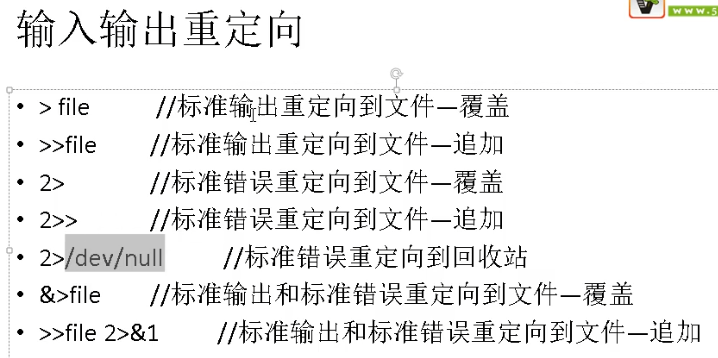 www.5
输入输出重定向
• > file //标准输出重定向到文件—覆盖
• >>file //标准输出重定向到文件—追加
• 2> //标准错误重定向到文件—覆盖
• 2>> //标准错误重定向到文件—追加
• 2>/dev/null //标准错误重定向到回收站
• &>file //标准输出和标准错误重定向到文件—覆盖
• >>file 2>&1 //标准输出和标准错误重定向到文件—追加